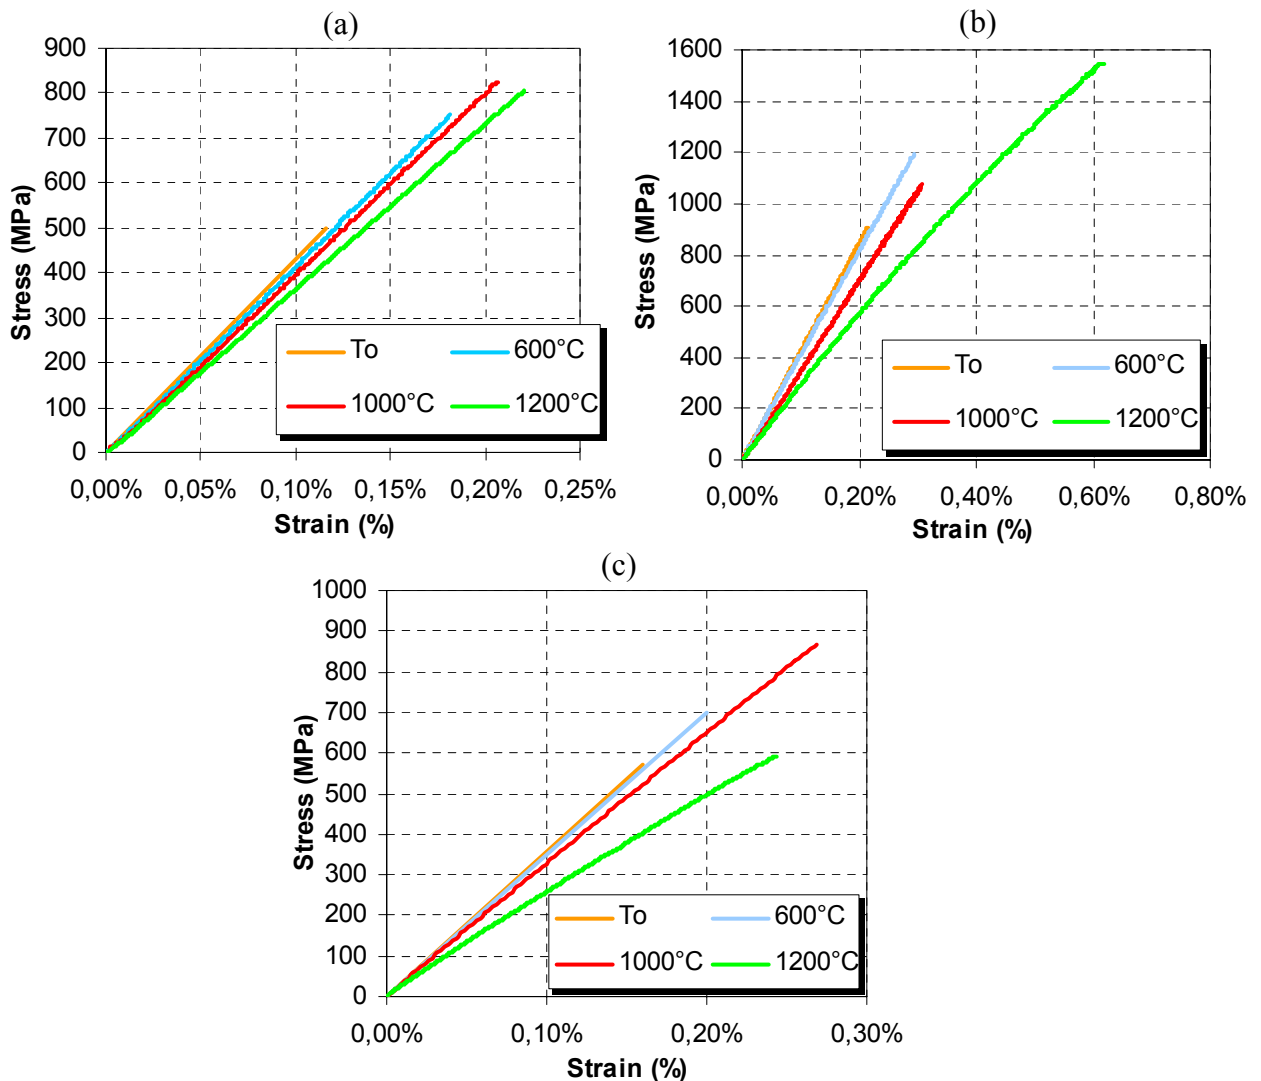 (a)
900
800
700
600
500
400
300
200
100
0
Stress (MPa)
To 600°C
1000°C 1200°C
0,00% 0,05% 0,10% 0,15% 0,20% 0,25%
Strain (%)
(b)
1600
1400
1200
1000
800
600
400
200
0
Stress (MPa)
To 600°C
1000°C 1200°C
0,00% 0,20% 0,40% 0,60% 0,80%
Strain (%)
(c)
1000
900
800
700
600
500
400
300
200
100
0
Stress (MPa)
To 600°C
1000°C 1200°C
0,00% 0,10% 0,20% 0,30%
Strain (%)